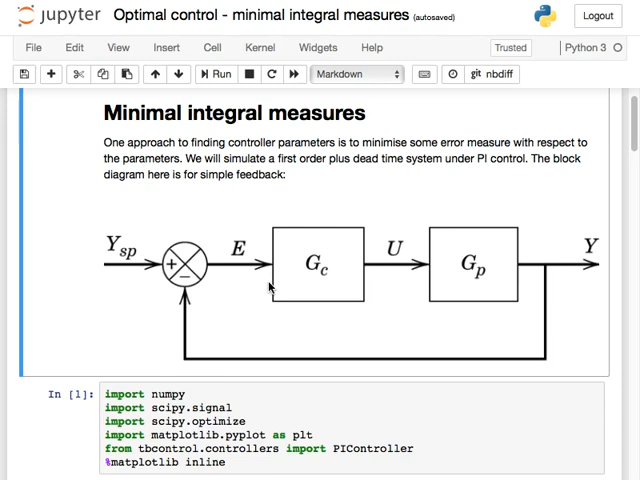 jupyter Optimal control - minimal integral measures (autosaved)
Logout
File Edit View Insert Cell Kernel Widgets Help
Trusted
Python 3
Run
Markdown
git nbdiff
Minimal integral measures
One approach to finding controller parameters is to minimise some error measure with respect to
the parameters. We will simulate a first order plus dead time system under PI control. The block
diagram here is for simple feedback:
Ysp + − E Gc U Gp Y
In [1]:
import numpy
import scipy.signal
import scipy.optimize
import matplotlib.pyplot as plt
from tbcontrol.controllers import PIController
%matplotlib inline